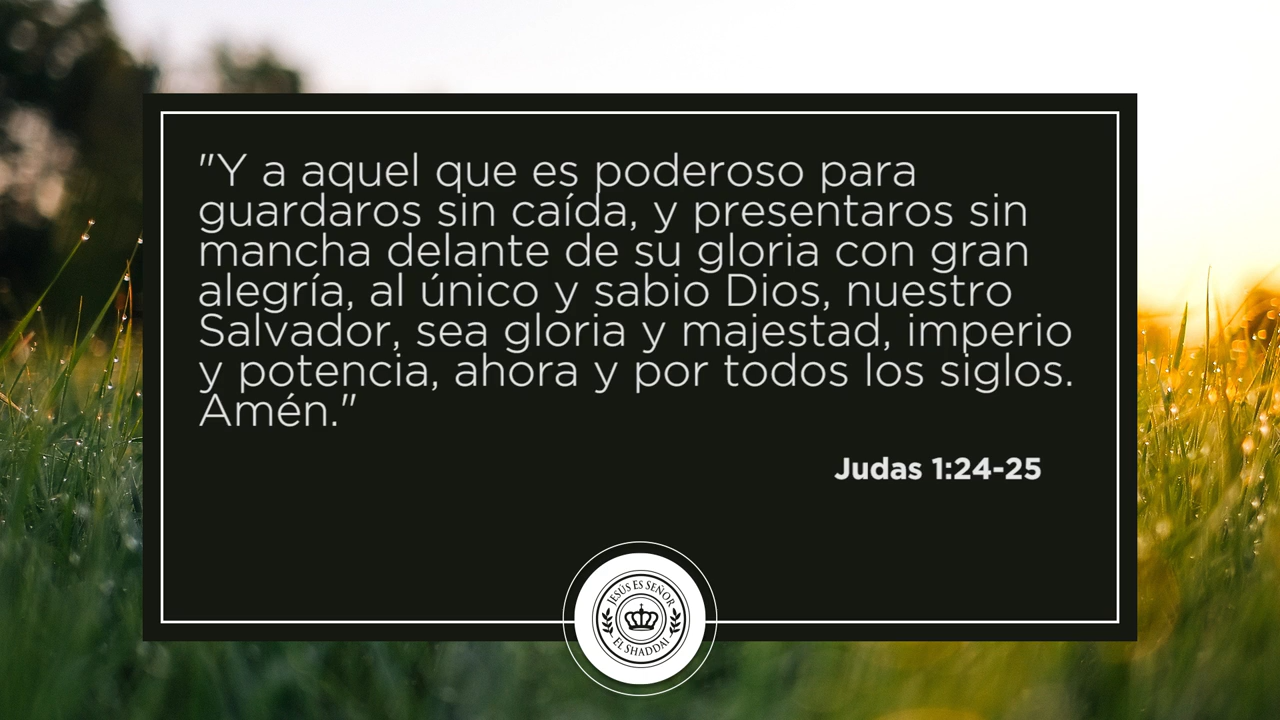 "Y a aquel que es poderoso para
guardaros sin caída, y presentaros sin
mancha delante de su gloria con gran
alegría, al único y sabio Dios, nuestro
Salvador, sea gloria y majestad, imperio
y potencia, ahora y por todos los siglos.
Amén."
Judas 1:24-25
JESÚS ES SEÑOR
EL SHADDAI